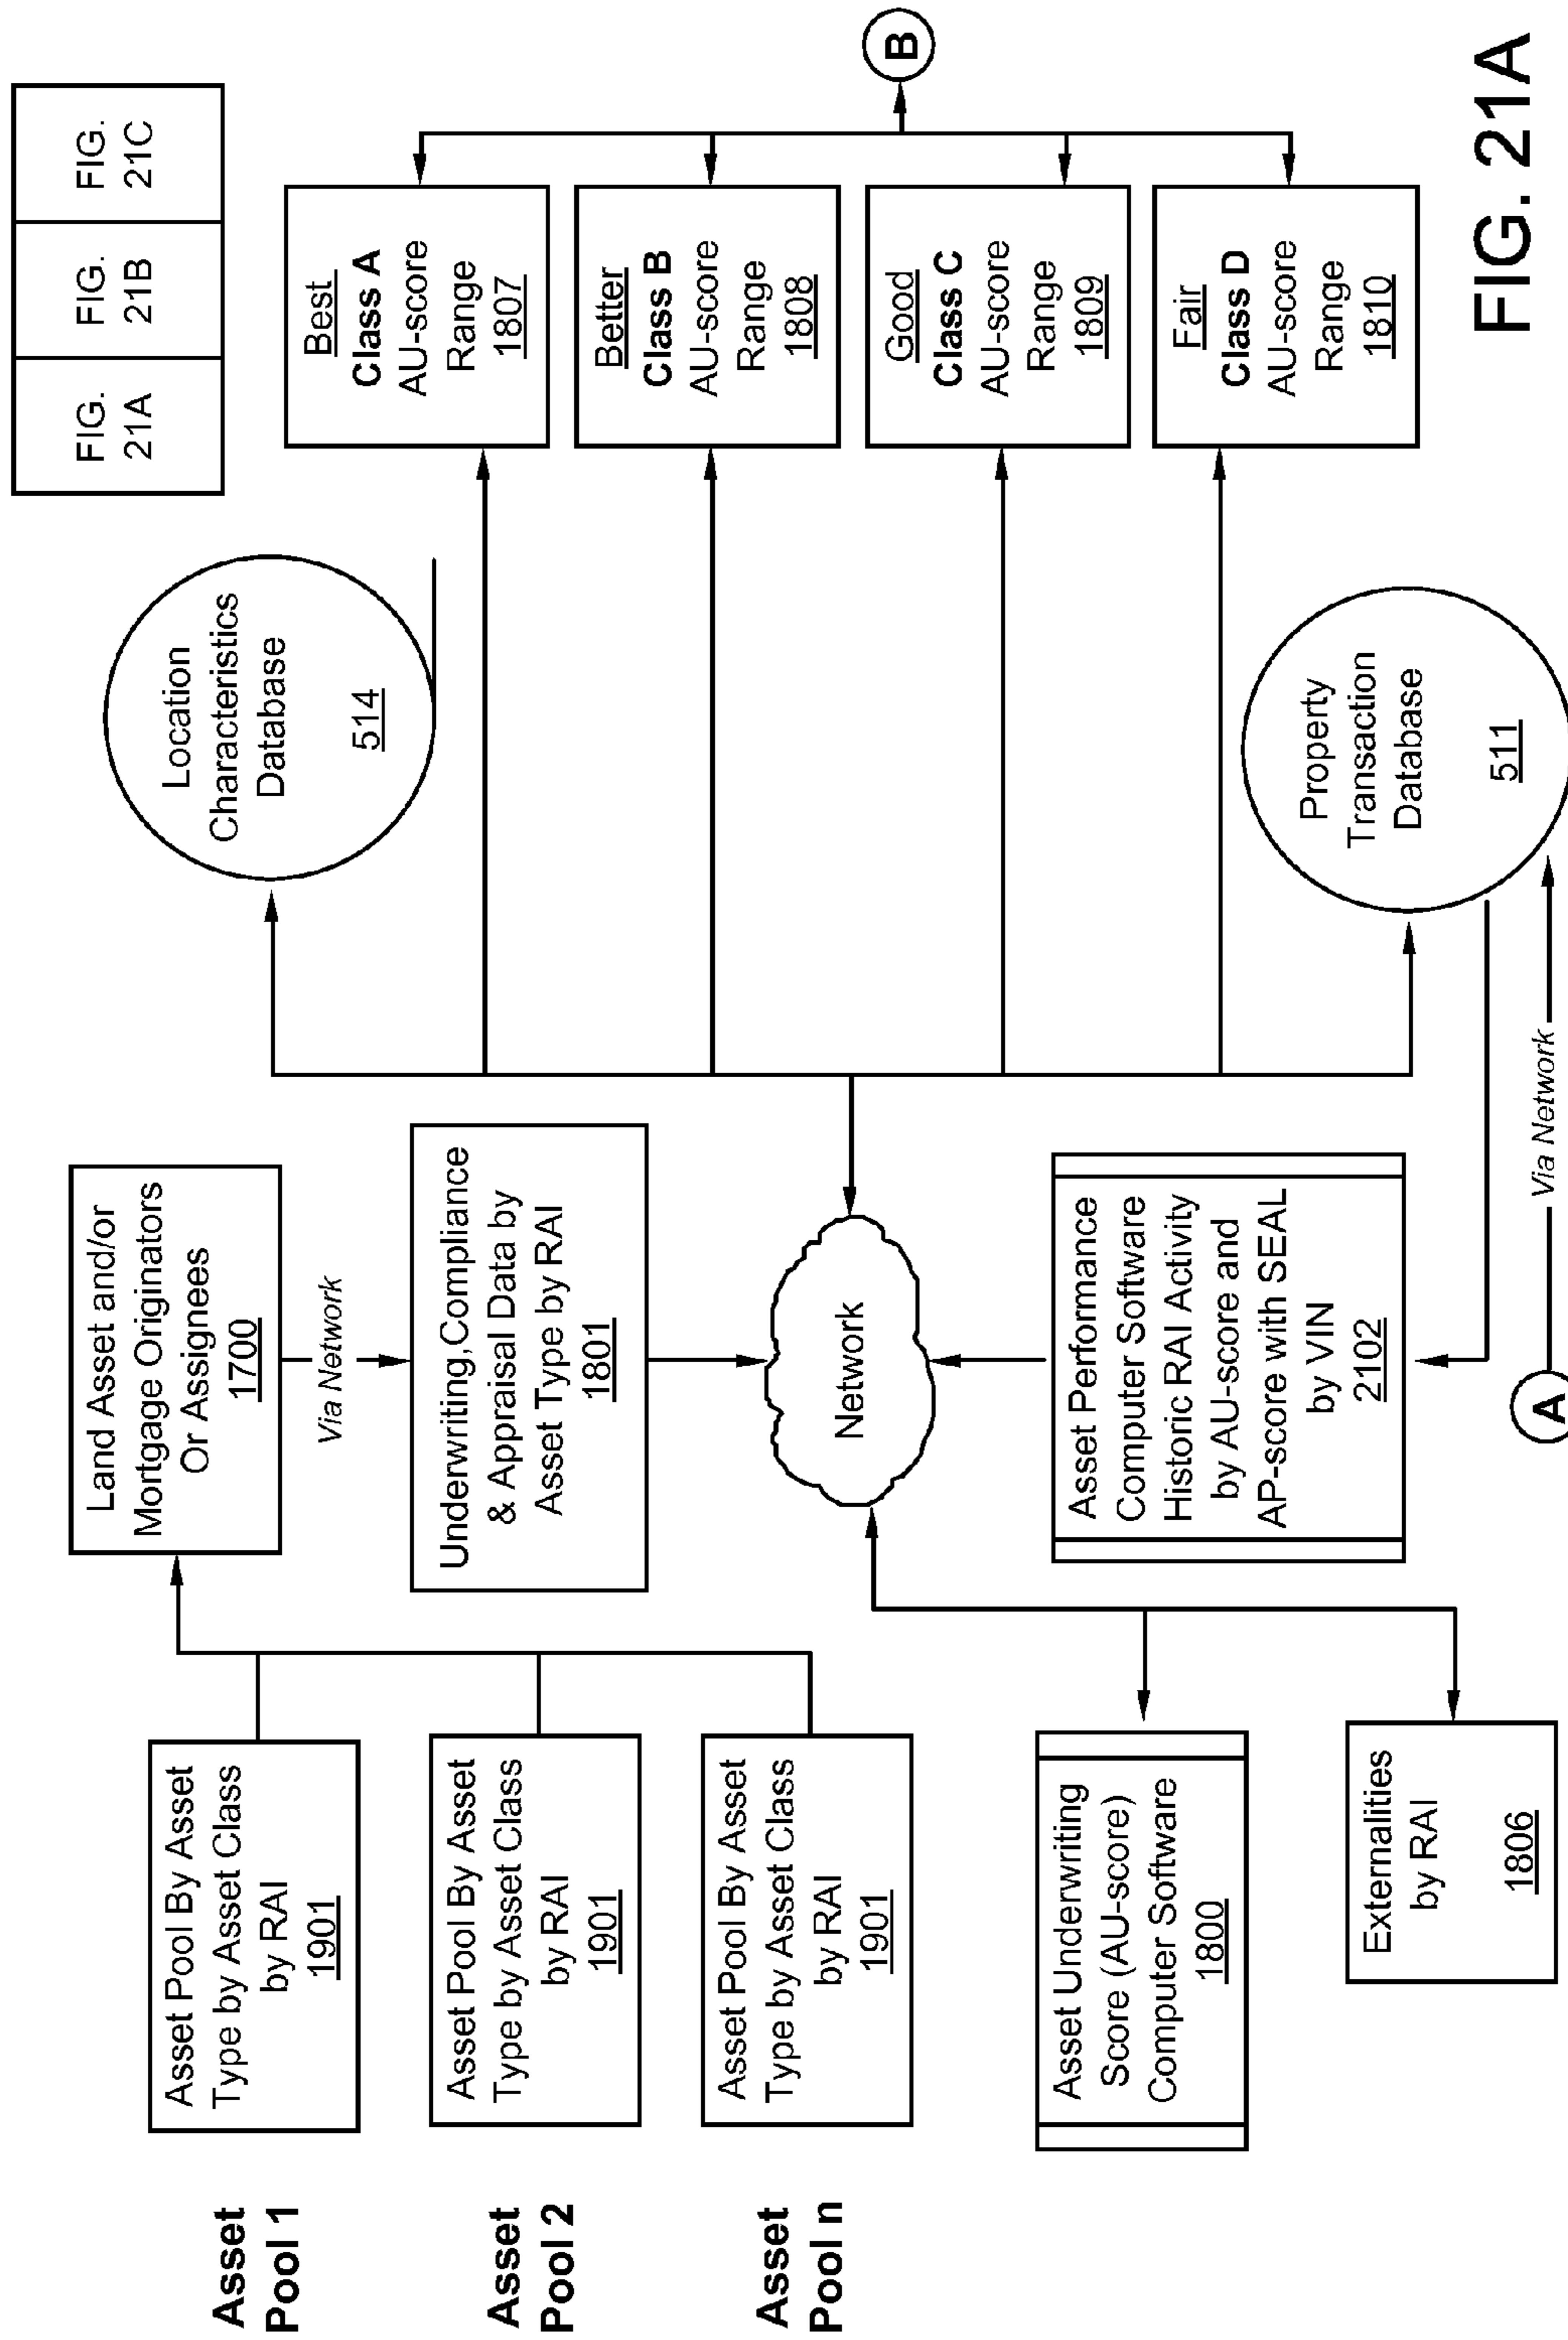 FIG.
21A
FIG.
21B
FIG.
21C
Asset
Pool 1
Asset Pool By Asset
Type by Asset Class
by RAI
1901
Asset
Pool 2
Asset Pool By Asset
Type by Asset Class
by RAI
1901
Asset
Pool n
Asset Pool By Asset
Type by Asset Class
by RAI
1901
Asset Underwriting
Score (AU-score)
Computer Software
1800
Externalities
by RAI
1806
Land Asset and/or
Mortgage Originators
Or Assignees
1700
Via Network
Underwriting,Compliance
& Appraisal Data by
Asset Type by RAI
1801
Network
Asset Performance
Computer Software
Historic RAI Activity
by AU-score and
AP-score with SEAL
by VIN
2102
A
Via Network
Location
Characteristics
Database
514
Property
Transaction
Database
511
Best
Class A
AU-score
Range
1807
Better
Class B
AU-score
Range
1808
Good
Class C
AU-score
Range
1809
Fair
Class D
AU-score
Range
1810
B
FIG. 21A